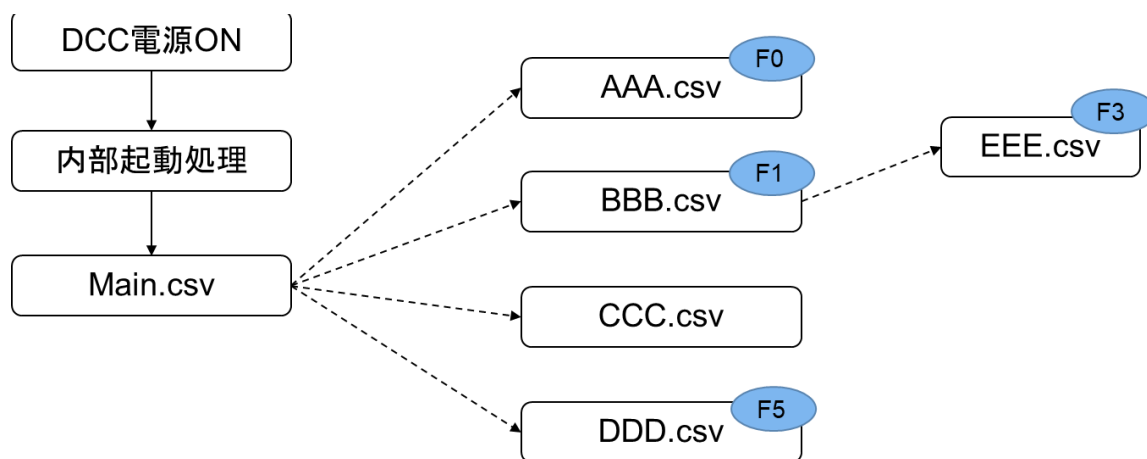 DCC電源ON
内部起動処理
Main.csv
F0
AAA.csv
F1
BBB.csv
F3
EEE.csv
CCC.csv
F5
DDD.csv